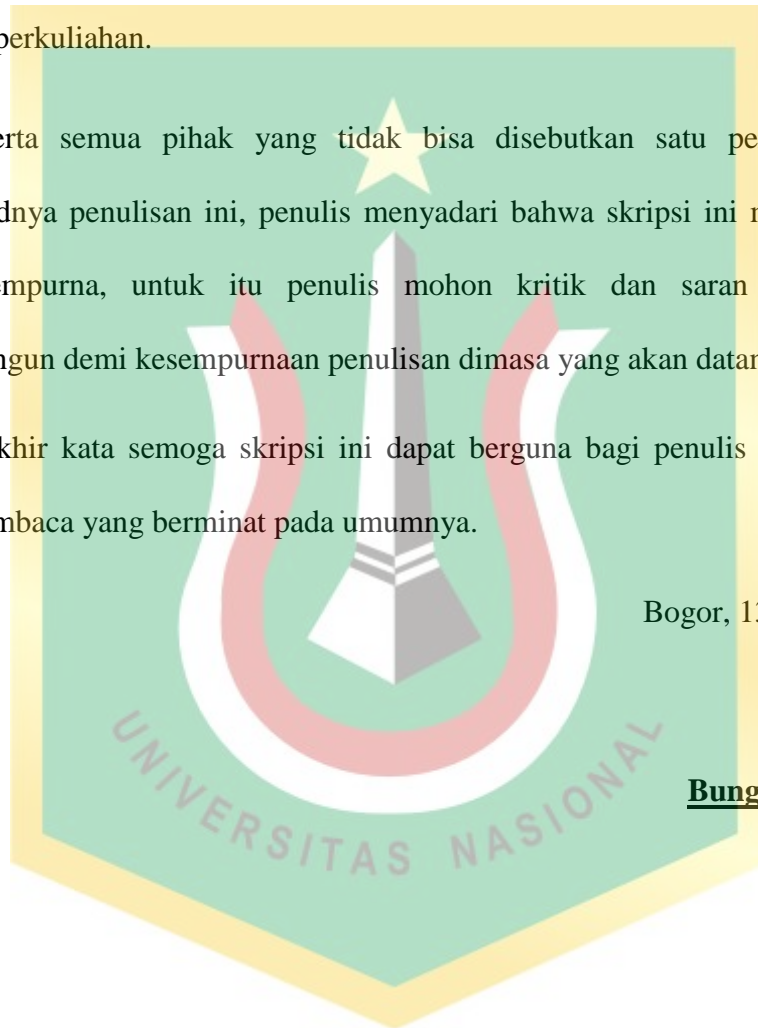 perkuliahan.
erta semua pihak yang tidak bisa disebutkan satu pe
dnya penulisan ini, penulis menyadari bahwa skripsi ini
empurna, untuk itu penulis mohon kritik dan saran
ngun demi kesempurnaan penulisan dimasa yang akan datan
khir kata semoga skripsi ini dapat berguna bagi penulis
mbaca yang berminat pada umumnya.
Bogor, 13
Bung
UNIVERSITAS NASIONAL